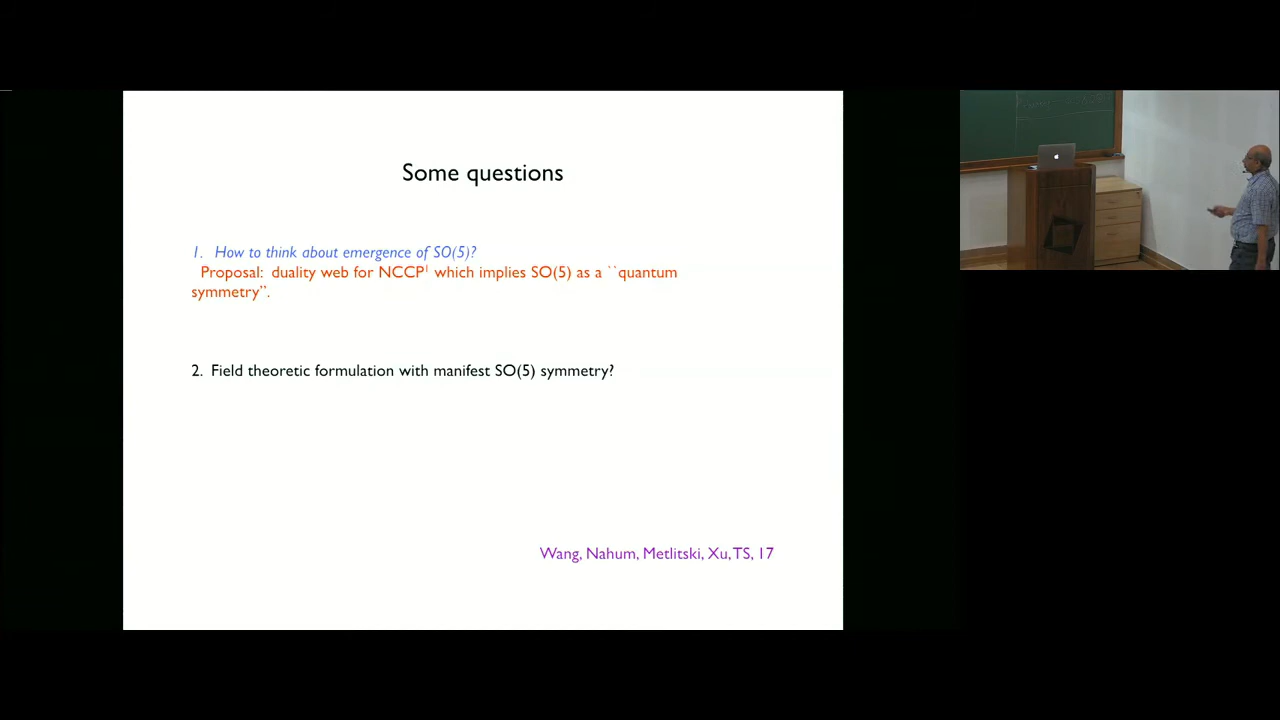 Some questions
1. How to think about emergence of SO(5)?
Proposal: duality web for NCCP¹ which implies SO(5) as a ``quantum
symmetry”.
2. Field theoretic formulation with manifest SO(5) symmetry?
Wang, Nahum, Metlitski, Xu, TS, 17